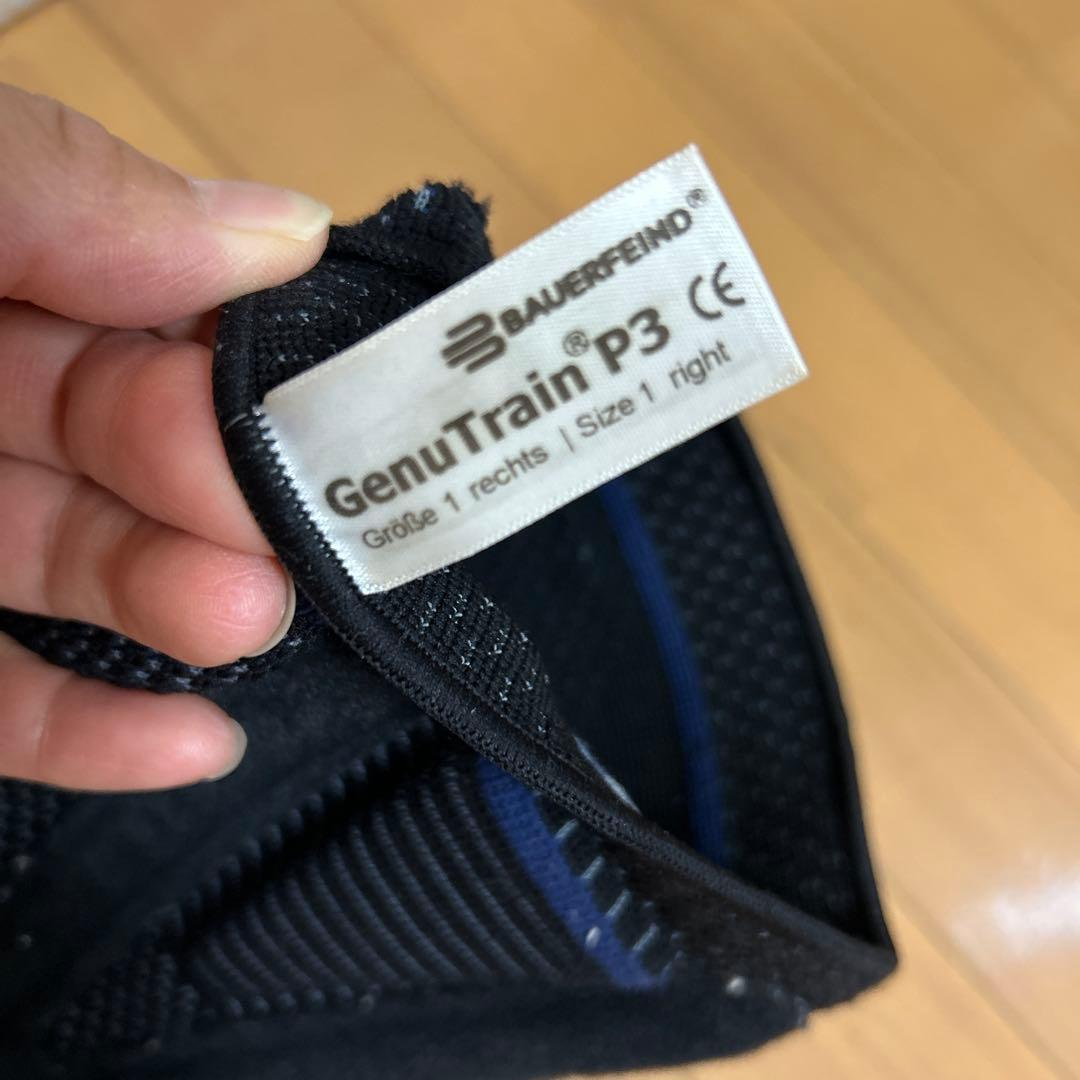 BAUERFEIND®
GenuTrain® P3 CE
Größe 1 rechts | Size 1 right